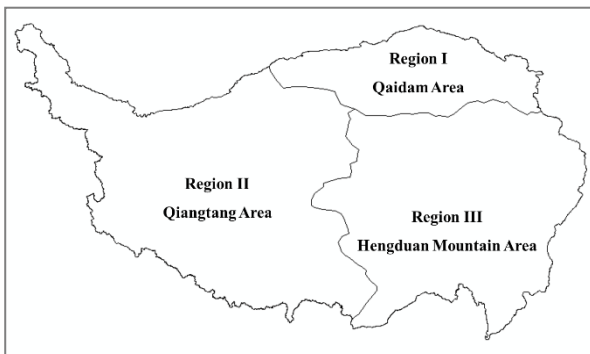 Region I
Qaidam Area
Region II
Qiangtang Area
Region III
Hengduan Mountain Area